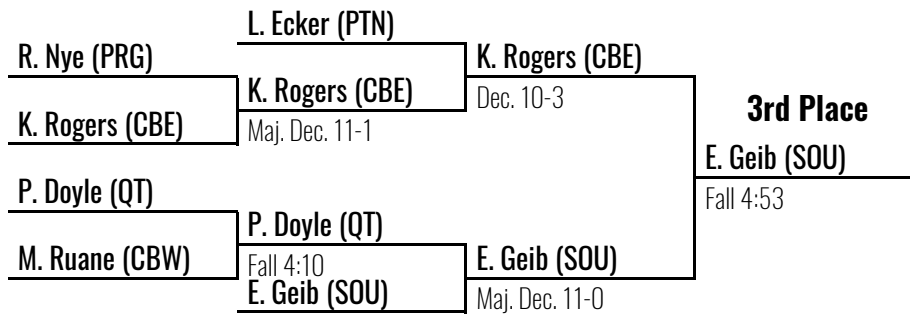 L. Ecker (PTN)
R. Nye (PRG)
K. Rogers (CBE)
K. Rogers (CBE)
Dec. 10-3
K. Rogers (CBE)
Maj. Dec. 11-1
3rd Place
E. Geib (SOU)
Fall 4:53
P. Doyle (QT)
P. Doyle (QT)
Fall 4:10
M. Ruane (CBW)
E. Geib (SOU)
Maj. Dec. 11-0
E. Geib (SOU)